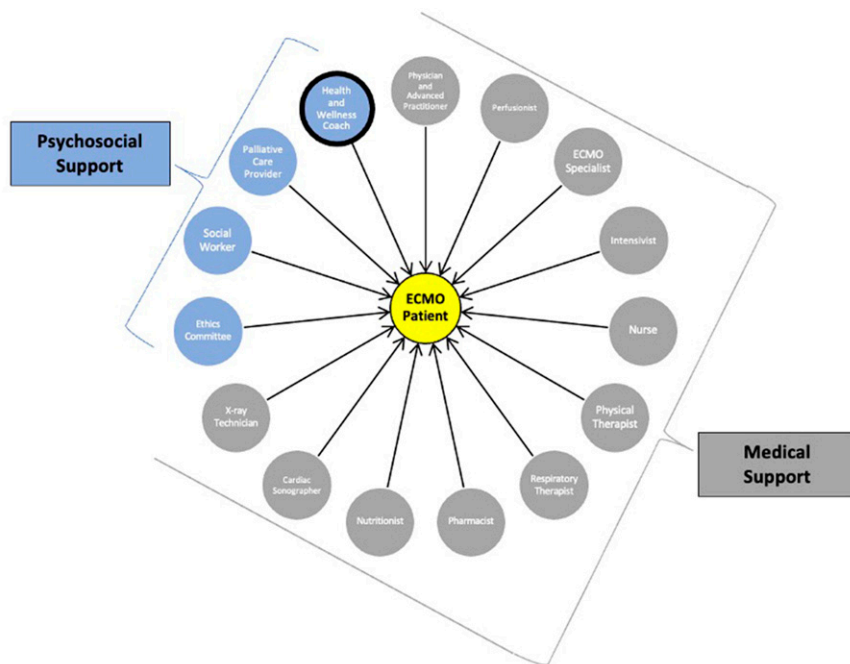 Psychosocial
Support
Health
and
Wellness
Coach
Physician
and
Advanced
Practitioner
Perfusionist
ECMO
Specialist
Intensivist
Nurse
Physical
Therapist
Respiratory
Therapist
Pharmacist
Nutritionist
Cardiac
Sonographer
X-ray
Technician
Ethics
Committee
Social
Worker
Palliative
Care
Provider
ECMO
Patient
Medical
Support